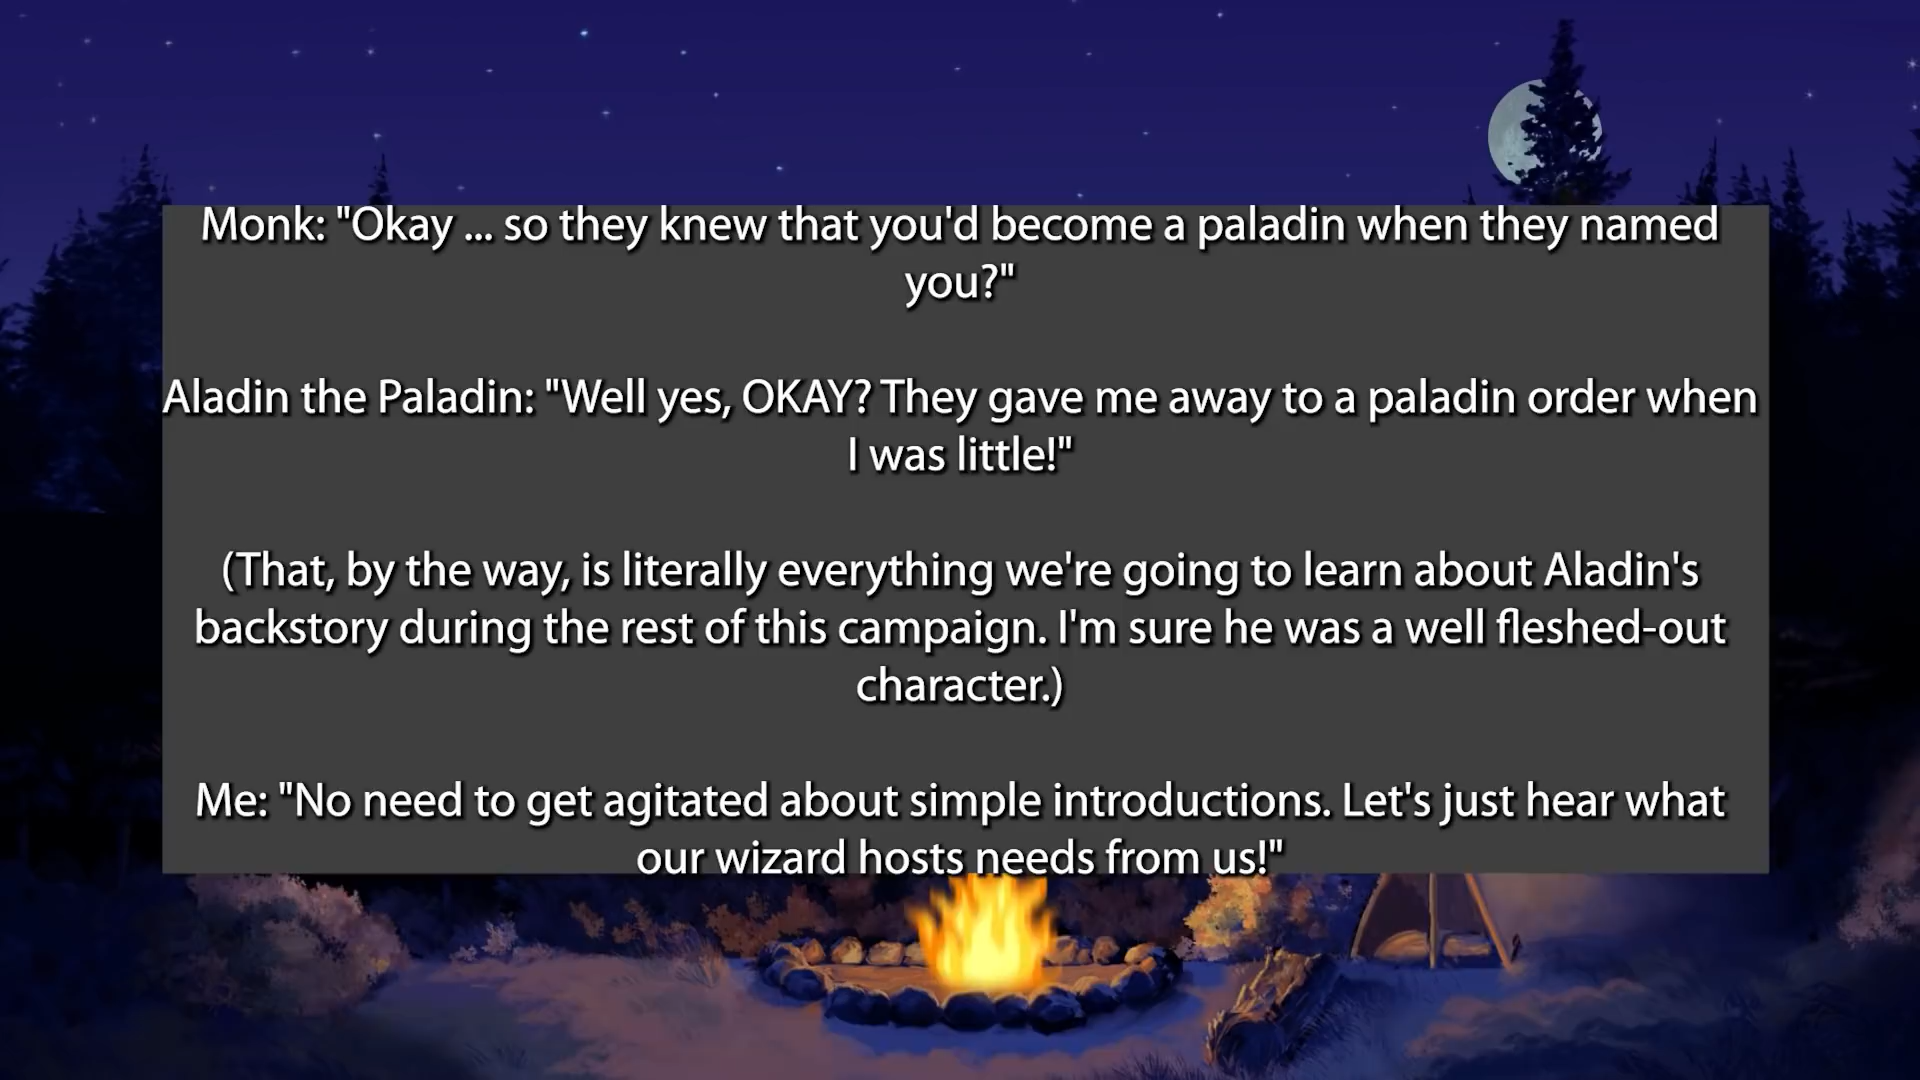 Monk: "Okay ... so they knew that you'd become a paladin when they named
you?"
Aladin the Paladin: "Well yes, OKAY? They gave me away to a paladin order when
I was little!"
(That, by the way, is literally everything we're going to learn about Aladin's
backstory during the rest of this campaign. I'm sure he was a well fleshed-out
character.)
Me: "No need to get agitated about simple introductions. Let's just hear what
our wizard hosts needs from us!"